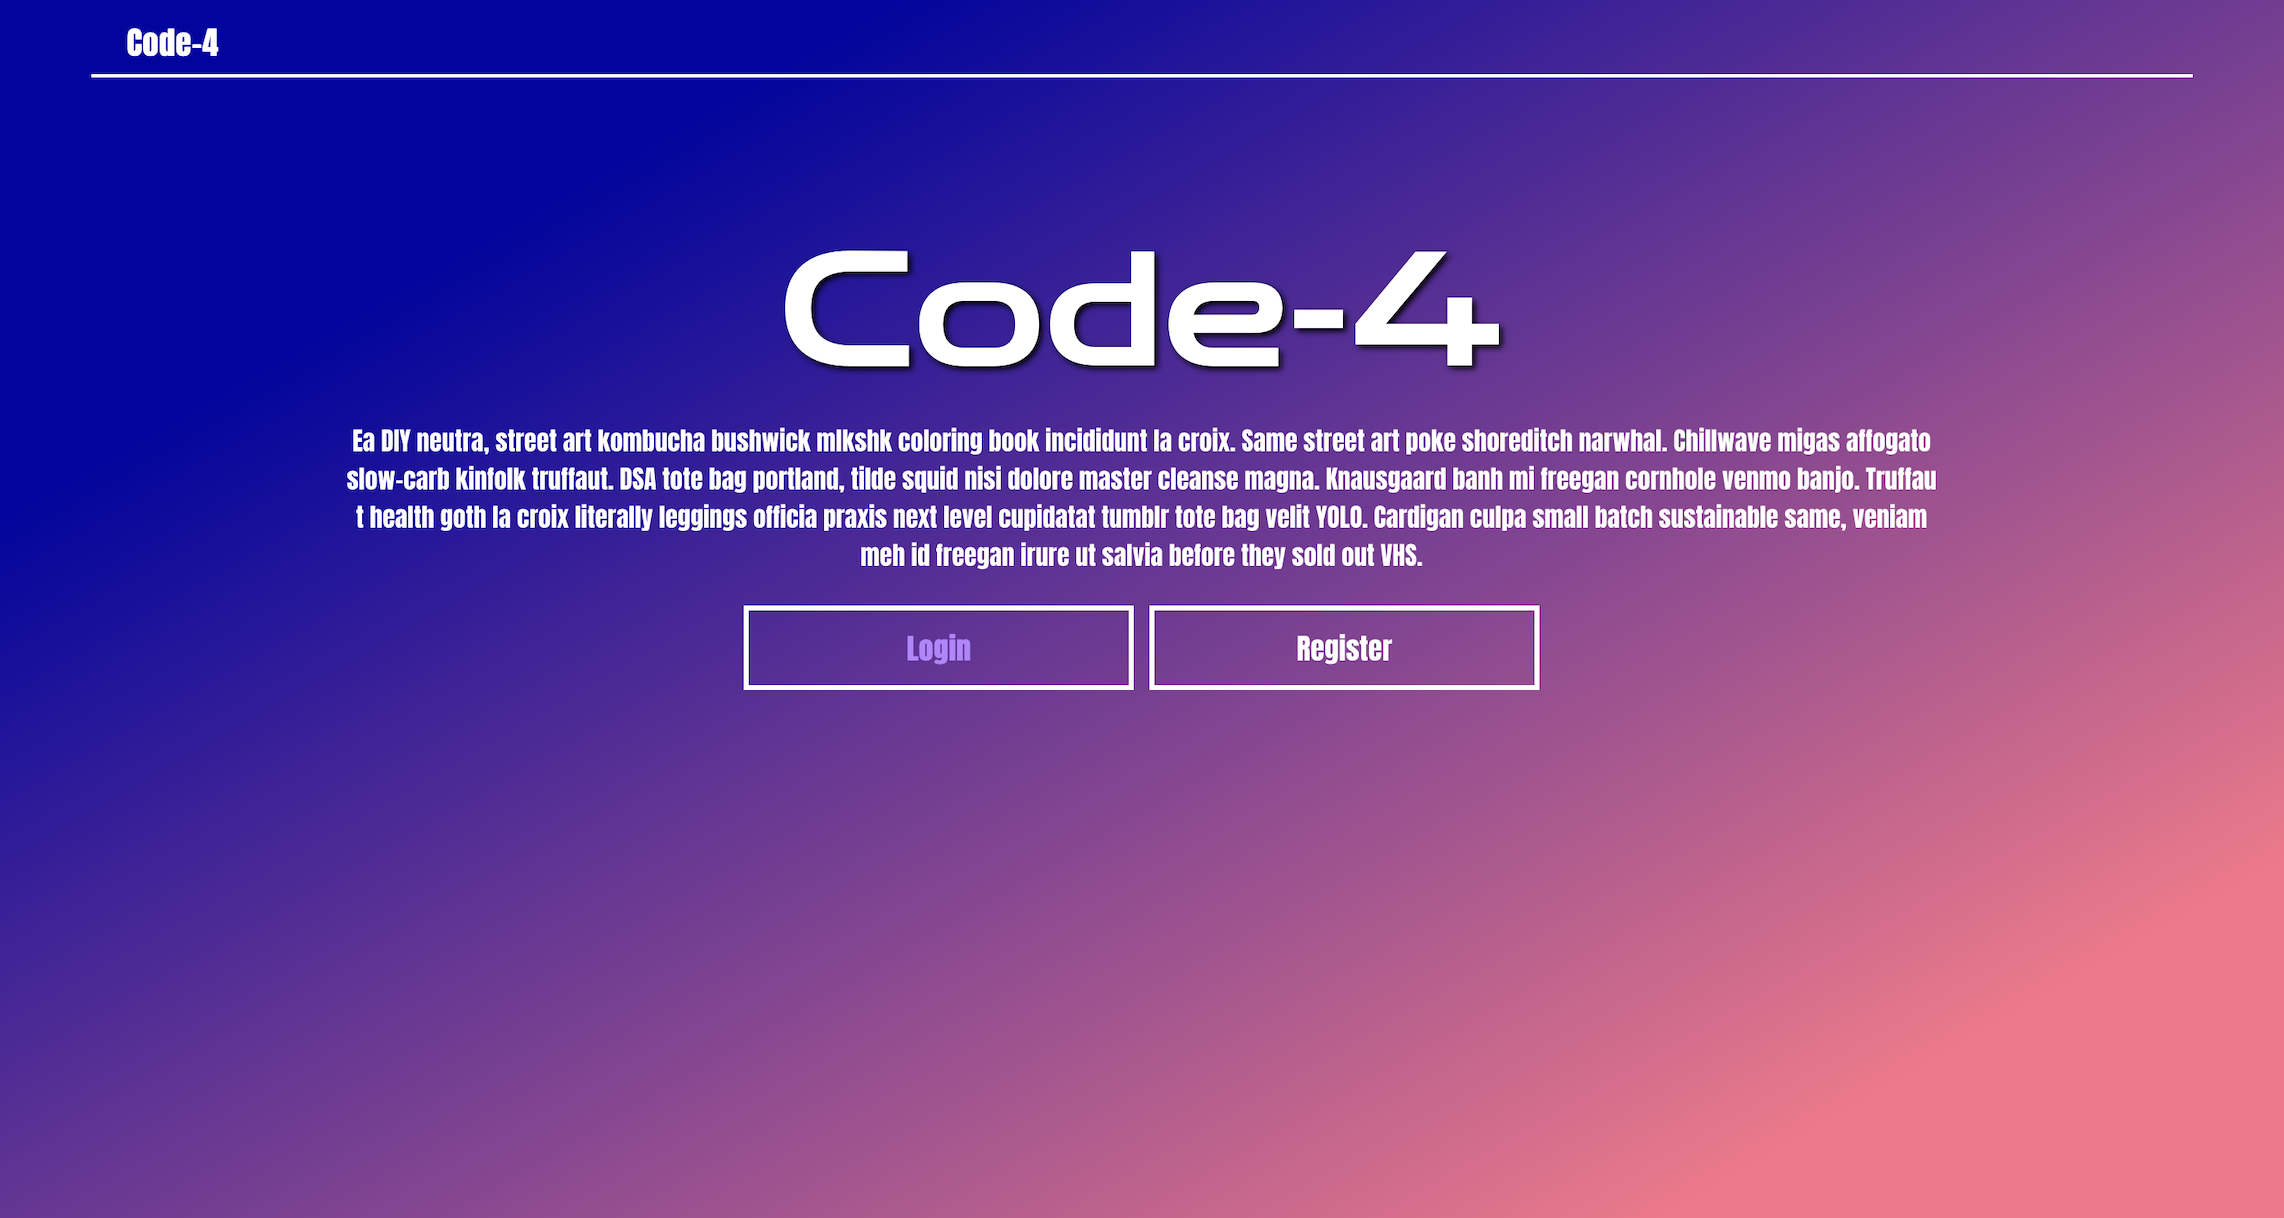 Code-4
Code-4
Ea DIY neutra, street art kombucha bushwick mlkshk coloring book incididunt la croix. Same street art poke shoreditch narwhal. Chillwave migas affogato
slow-carb kinfolk truffaut. DSA tote bag portland, tilde squid nisi dolore master cleanse magna. Knausgaard banh mi freegan cornhole venmo banjo. Truffau
t health goth la croix literally leggings officia praxis next level cupidatat tumblr tote bag velit YOLO. Cardigan culpa small batch sustainable same, veniam
meh id freegan irure ut salvia before they sold out VHS.
Login
Register